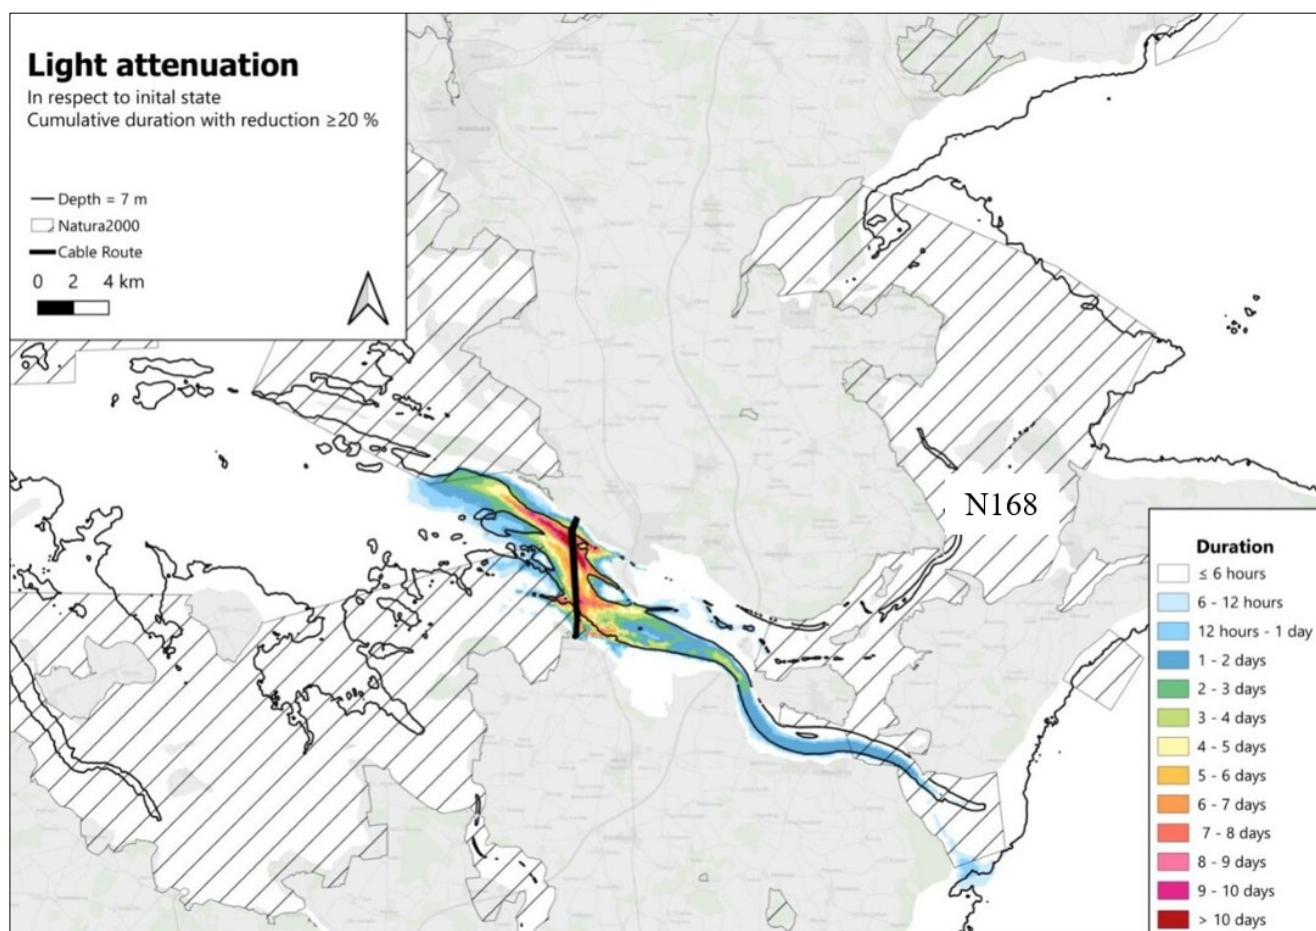 Light attenuation
In respect to inital state
Cumulative duration with reduction ≥20 %
Depth = 7 m
Natura2000
Cable Route
0 2 4 km
N168
Duration
≤ 6 hours
6 - 12 hours
12 hours - 1 day
1 - 2 days
2 - 3 days
3 - 4 days
4 - 5 days
5 - 6 days
6 - 7 days
7 - 8 days
8 - 9 days
9 - 10 days
> 10 days